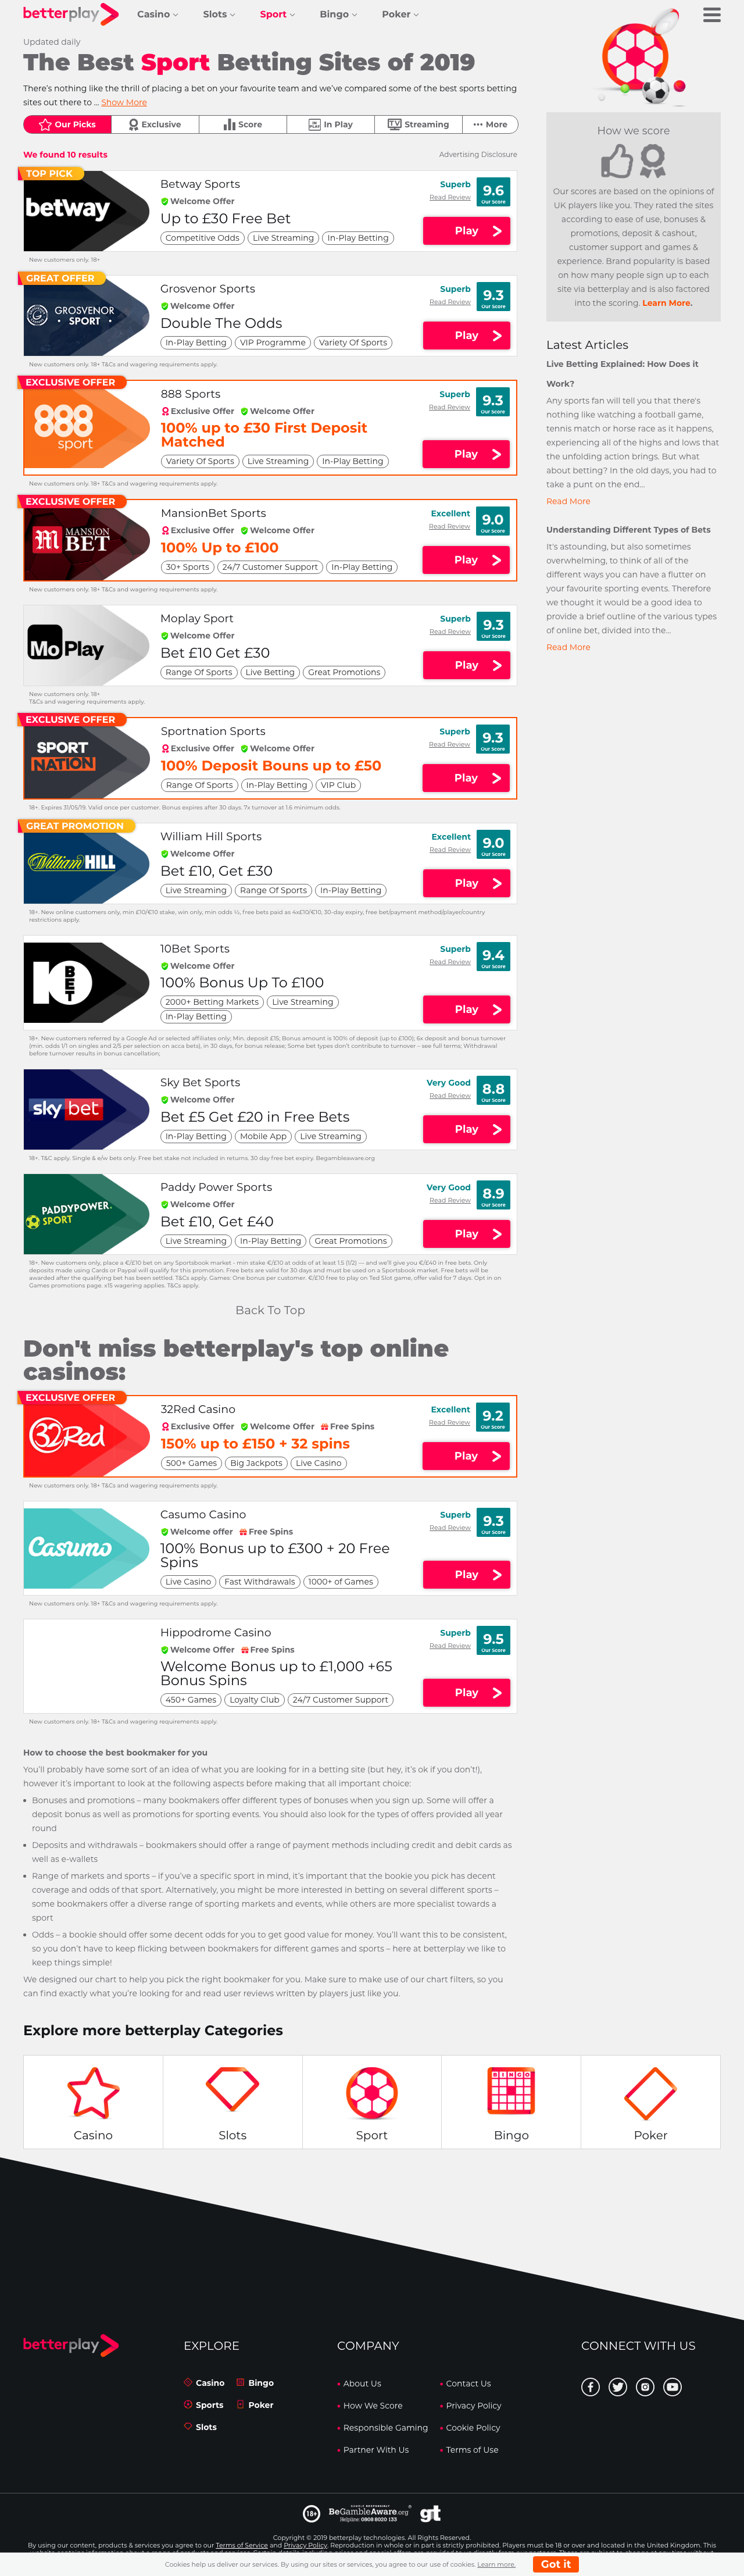 betterplay Casino Slots Sport Bingo Poker
Updated daily
The Best Sport Betting Sites of 2019
There's nothing like the thrill of placing a bet on your favourite team and we've compared some of the best sports betting
sites out there to ... Show More
Our Picks Exclusive Score In Play Streaming ••• More
We found 10 results Advertising Disclosure
TOP PICK
betway
Betway Sports
Welcome Offer
Up to £30 Free Bet
Competitive Odds Live Streaming In-Play Betting
Superb
Read Review
9.6
Our Score
Play
New customers only. 18+
GREAT OFFER
GROSVENOR
SPORT
Grosvenor Sports
Welcome Offer
Double The Odds
In-Play Betting VIP Programme Variety Of Sports
Superb
Read Review
9.3
Our Score
Play
New customers only. 18+ T&Cs and wagering requirements apply.
EXCLUSIVE OFFER
888
sport
888 Sports
Exclusive Offer Welcome Offer
100% up to £30 First Deposit
Matched
Variety Of Sports Live Streaming In-Play Betting
Superb
Read Review
9.3
Our Score
Play
New customers only. 18+ T&Cs and wagering requirements apply.
EXCLUSIVE OFFER
M MANSION
BET
MansionBet Sports
Exclusive Offer Welcome Offer
100% Up to £100
30+ Sports 24/7 Customer Support In-Play Betting
Excellent
Read Review
9.0
Our Score
Play
New customers only. 18+ T&Cs and wagering requirements apply.
MoPlay
Moplay Sport
Welcome Offer
Bet £10 Get £30
Range Of Sports Live Betting Great Promotions
Superb
Read Review
9.3
Our Score
Play
New customers only. 18+
T&Cs and wagering requirements apply.
EXCLUSIVE OFFER
SPORT
NATION
Sportnation Sports
Exclusive Offer Welcome Offer
100% Deposit Bouns up to £50
Range Of Sports In-Play Betting VIP Club
Superb
Read Review
9.3
Our Score
Play
18+. Expires 31/05/19. Valid once per customer. Bonus expires after 30 days. 7x turnover at 1.6 minimum odds.
GREAT PROMOTION
William HILL
William Hill Sports
Welcome Offer
Bet £10, Get £30
Live Streaming Range Of Sports In-Play Betting
Excellent
Read Review
9.0
Our Score
Play
18+. New online customers only, min £10/€10 stake, win only, min odds ½, free bets paid as 4x£10/€10, 30-day expiry, free bet/payment method/player/country
restrictions apply.
10 BET
10Bet Sports
Welcome Offer
100% Bonus Up To £100
2000+ Betting Markets Live Streaming
In-Play Betting
Superb
Read Review
9.4
Our Score
Play
18+. New customers referred by a Google Ad or selected affiliates only; Min. deposit £15; Bonus amount is 100% of deposit (up to £100); 6x deposit and bonus turnover
(min. odds 1/1 on singles and 2/5 per selection on acca bets), in 30 days, for bonus release, Some bet types don't contribute to turnover – see full terms; Withdrawal
before turnover results in bonus cancellation;
sky bet
Sky Bet Sports
Welcome Offer
Bet £5 Get £20 in Free Bets
In-Play Betting Mobile App Live Streaming
Very Good
Read Review
8.8
Our Score
Play
18+. T&C apply. Single & e/w bets only. Free bet stake not included in returns. 30 day free bet expiry. Begambleaware.org
PADDYPOWER.
SPORT
Paddy Power Sports
Welcome Offer
Bet £10, Get £40
Live Streaming In-Play Betting Great Promotions
Very Good
Read Review
8.9
Our Score
Play
18+. New customers only, place a €/£10 bet on any Sportsbook market - min stake €/£10 at odds of at least 1.5 (1/2) — and we'll give you €/£40 in free bets. Only
deposits made using Cards or Paypal will qualify for this promotion. Free bets are valid for 30 days and must be used on a Sportsbook market. Free bets will be
awarded after the qualifying bet has been settled. T&Cs apply. Games: One bonus per customer. €/£10 free to play on Ted Slot game, offer valid for 7 days. Opt in on
Games promotions page. x15 wagering applies. T&Cs apply.
Back To Top
How we score
Our scores are based on the opinions of
UK players like you. They rated the sites
according to ease of use, bonuses &
promotions, deposit & cashout,
customer support and games &
experience. Brand popularity is based
on how many people sign up to each
site via betterplay and is also factored
into the scoring. Learn More.
Latest Articles
Live Betting Explained: How Does it
Work?
Any sports fan will tell you that there's
nothing like watching a football game,
tennis match or horse race as it happens,
experiencing all of the highs and lows that
the unfolding action brings. But what
about betting? In the old days, you had to
take a punt on the end...
Read More
Understanding Different Types of Bets
It's astounding, but also sometimes
overwhelming, to think of all of the
different ways you can have a flutter on
your favourite sporting events. Therefore
we thought it would be a good idea to
provide a brief outline of the various types
of online bet, divided into the...
Read More
Don't miss betterplay's top online
casinos:
EXCLUSIVE OFFER
32Red
32Red Casino
Exclusive Offer Welcome Offer Free Spins
150% up to £150 + 32 spins
500+ Games Big Jackpots Live Casino
Excellent
Read Review
9.2
Our Score
Play
New customers only. 18+ T&Cs and wagering requirements apply.
Casumo
Casumo Casino
Welcome offer Free Spins
100% Bonus up to £300 + 20 Free
Spins
Live Casino Fast Withdrawals 1000+ of Games
Superb
Read Review
9.3
Our Score
Play
New customers only. 18+ T&Cs and wagering requirements apply.
Hippodrome Casino
Welcome Offer Free Spins
Welcome Bonus up to £1,000 +65
Bonus Spins
450+ Games Loyalty Club 24/7 Customer Support
Superb
Read Review
9.5
Our Score
Play
New customers only. 18+ T&Cs and wagering requirements apply.
How to choose the best bookmaker for you
You'll probably have some sort of an idea of what you are looking for in a betting site (but hey, it's ok if you don't!),
however it's important to look at the following aspects before making that all important choice:
• Bonuses and promotions – many bookmakers offer different types of bonuses when you sign up. Some will offer a
deposit bonus as well as promotions for sporting events. You should also look for the types of offers provided all year
round
• Deposits and withdrawals – bookmakers should offer a range of payment methods including credit and debit cards as
well as e-wallets
• Range of markets and sports – if you've a specific sport in mind, it's important that the bookie you pick has decent
coverage and odds of that sport. Alternatively, you might be more interested in betting on several different sports –
some bookmakers offer a diverse range of sporting markets and events, while others are more specialist towards a
sport
• Odds – a bookie should offer some decent odds for you to get good value for money. You'll want this to be consistent,
so you don't have to keep flicking between bookmakers for different games and sports – here at betterplay we like to
keep things simple!
We designed our chart to help you pick the right bookmaker for you. Make sure to make use of our chart filters, so you
can find exactly what you're looking for and read user reviews written by players just like you.
Explore more betterplay Categories
BINGO
Casino Slots Sport Bingo Poker
betterplay
EXPLORE
Casino Bingo
Sports Poker
Slots
COMPANY
About Us Contact Us
How We Score Privacy Policy
Responsible Gaming Cookie Policy
Partner With Us Terms of Use
CONNECT WITH US
18+ BeGambleAware.org® gt
Helpline: 0808 8020 133
Copyright © 2019 betterplay technologies. All Rights Reserved.
By using our content, products & services you agree to our Terms of Service and Privacy Policy. Reproduction in whole or in part is strictly prohibited. Players must be 18 or over and located in the United Kingdom. This
Cookies help us deliver our services. By using our sites or services, you agree to our use of cookies. Learn more. Got it